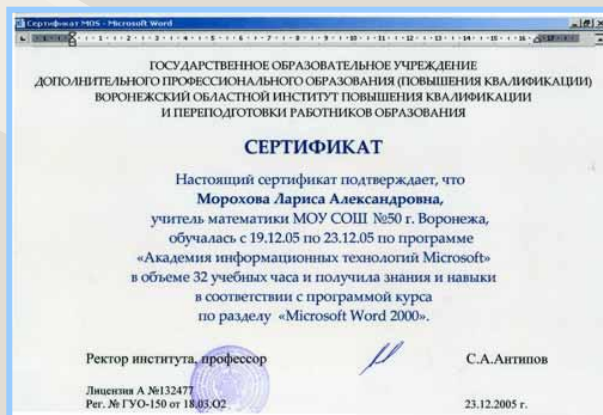 Сертификат MOS - Microsoft Word
ГОСУДАРСТВЕННОЕ ОБРАЗОВАТЕЛЬНОЕ УЧРЕЖДЕНИЕ
ДОПОЛНИТЕЛЬНОГО ПРОФЕССИОНАЛЬНОГО ОБРАЗОВАНИЯ (ПОВЫШЕНИЯ КВАЛИФИКАЦИИ)
ВОРОНЕЖСКИЙ ОБЛАСТНОЙ ИНСТИТУТ ПОВЫШЕНИЯ КВАЛИФИКАЦИИ
И ПЕРЕПОДГОТОВКИ РАБОТНИКОВ ОБРАЗОВАНИЯ
СЕРТИФИКАТ
Настоящий сертификат подтверждает, что
Морохова Лариса Александровна,
учитель математики МОУ СОШ №50 г. Воронежа,
обучалась с 19.12.05 по 23.12.05 по программе
«Академия информационных технологий Microsoft»
в объеме 32 учебных часа и получила знания и навыки
в соответствии с программой курса
по разделу «Microsoft Word 2000».
Ректор института, профессор С.А.Антипов
Лицензия А №132477
Рег. № ГУО-150 от 18.03.02 23.12.2005 г.